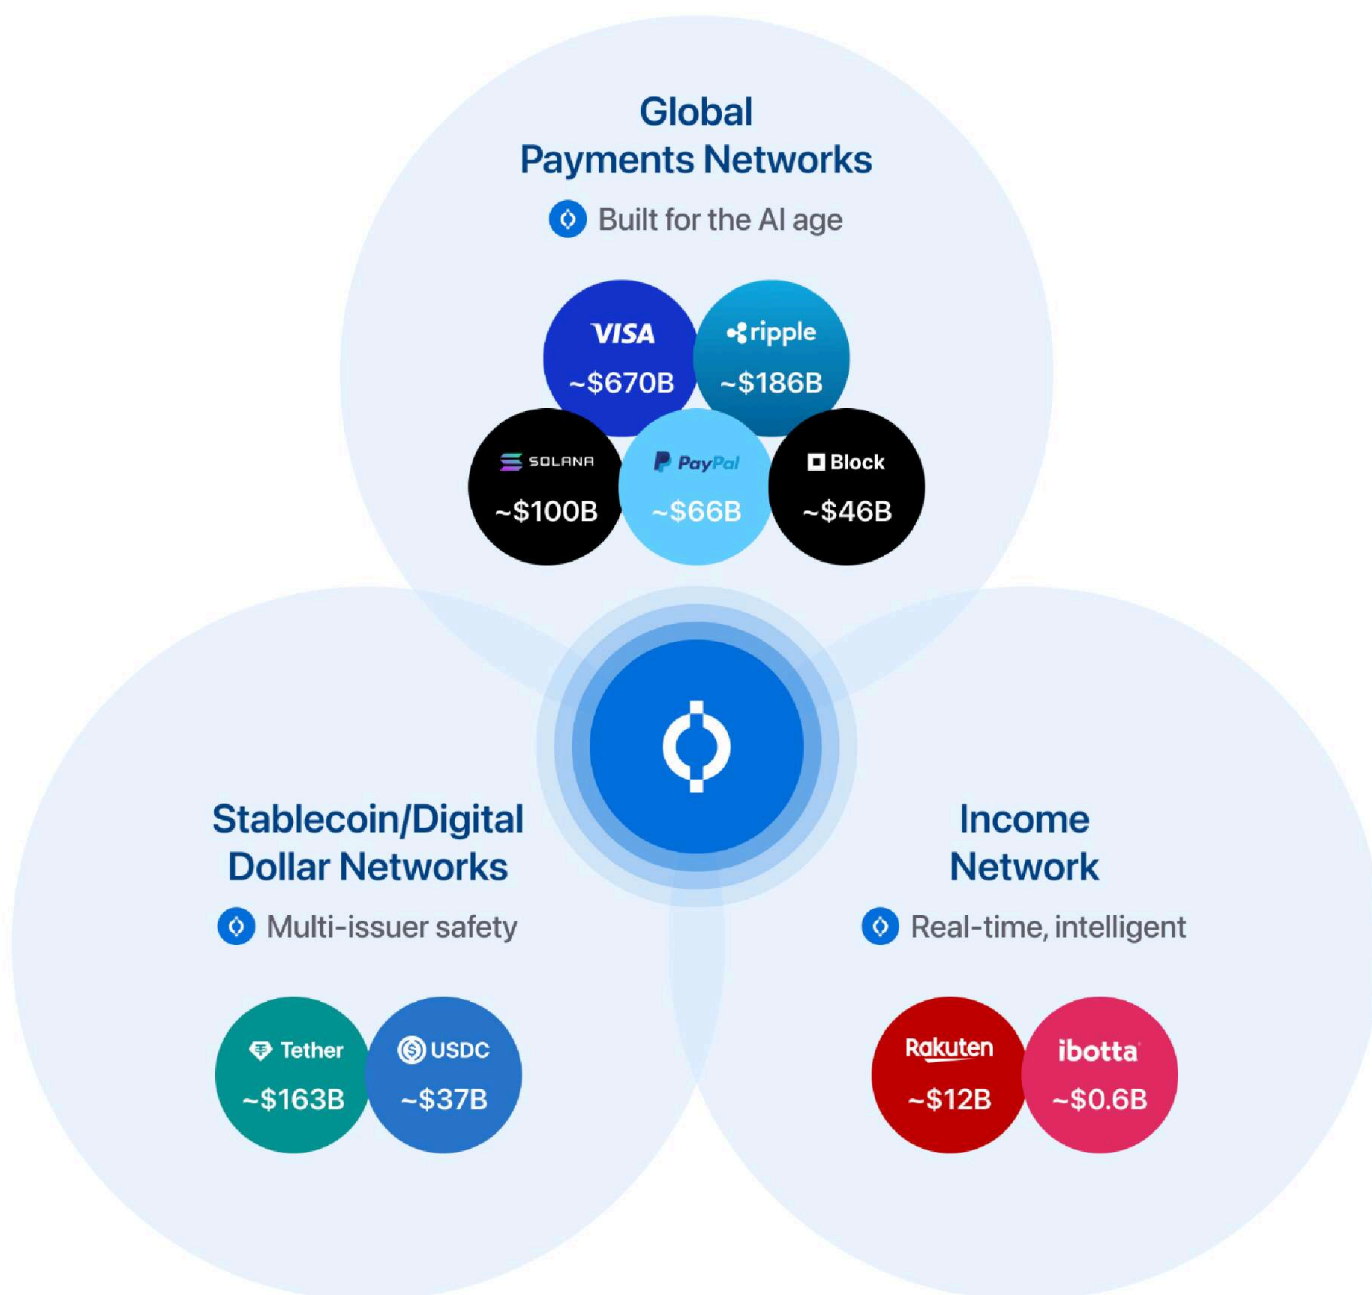 Global
Payments Networks
Built for the AI age
VISA
~$670B
ripple
~$186B
SOLANA
~$100B
PayPal
~$66B
Block
~$46B
Stablecoin/Digital
Dollar Networks
Multi-issuer safety
Tether
~$163B
USDC
~$37B
Income
Network
Real-time, intelligent
Rakuten
~$12B
ibotta
~$0.6B